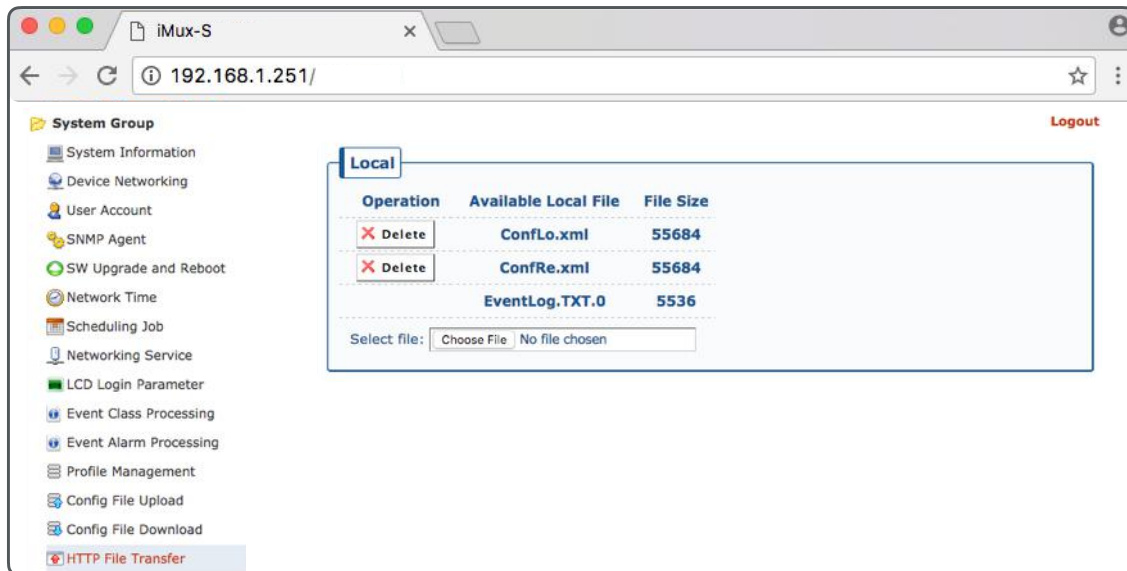 iMux-S
192.168.1.251/
System Group
Logout
System Information
Device Networking
User Account
SNMP Agent
SW Upgrade and Reboot
Network Time
Scheduling Job
Networking Service
LCD Login Parameter
Event Class Processing
Event Alarm Processing
Profile Management
Config File Upload
Config File Download
HTTP File Transfer
Local
Operation Available Local File File Size
Delete ConfLo.xml 55684
Delete ConfRe.xml 55684
EventLog.TXT.0 5536
Select file: Choose File No file chosen